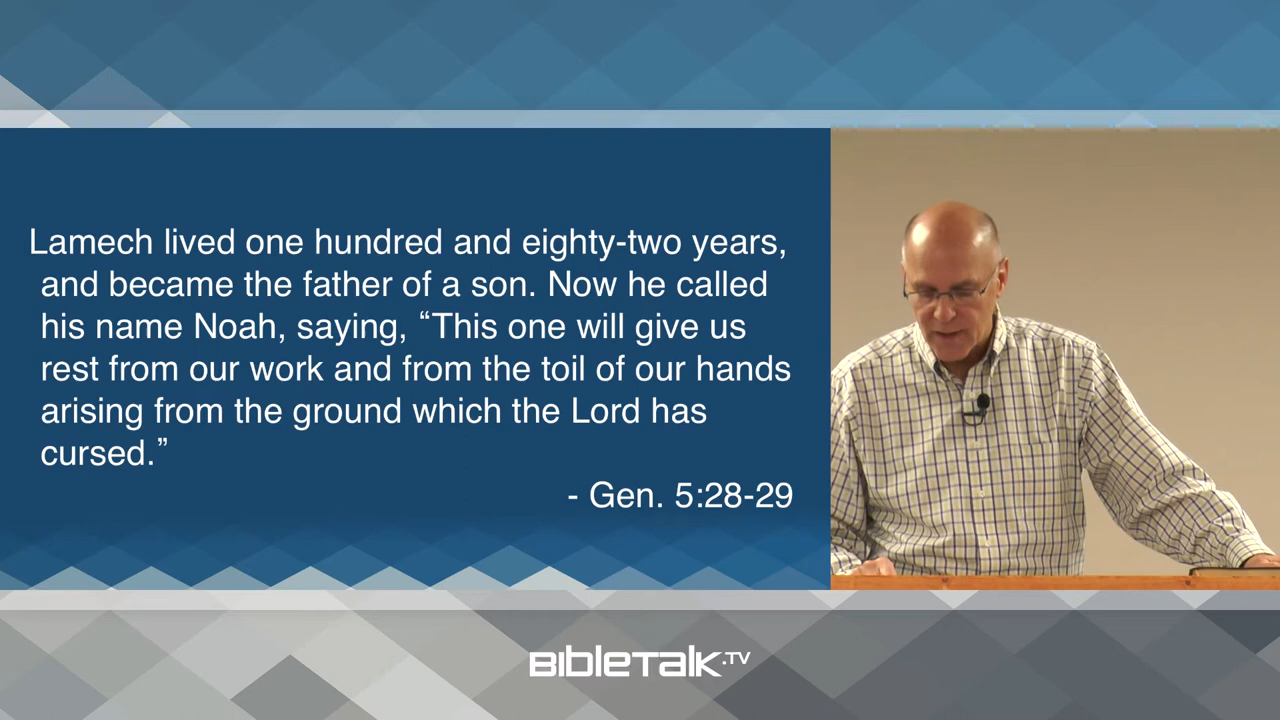 Lamech lived one hundred and eighty-two years,
and became the father of a son. Now he called
his name Noah, saying, “This one will give us
rest from our work and from the toil of our hands
arising from the ground which the Lord has
cursed.”
- Gen. 5:28-29
BIBLETALK.TV